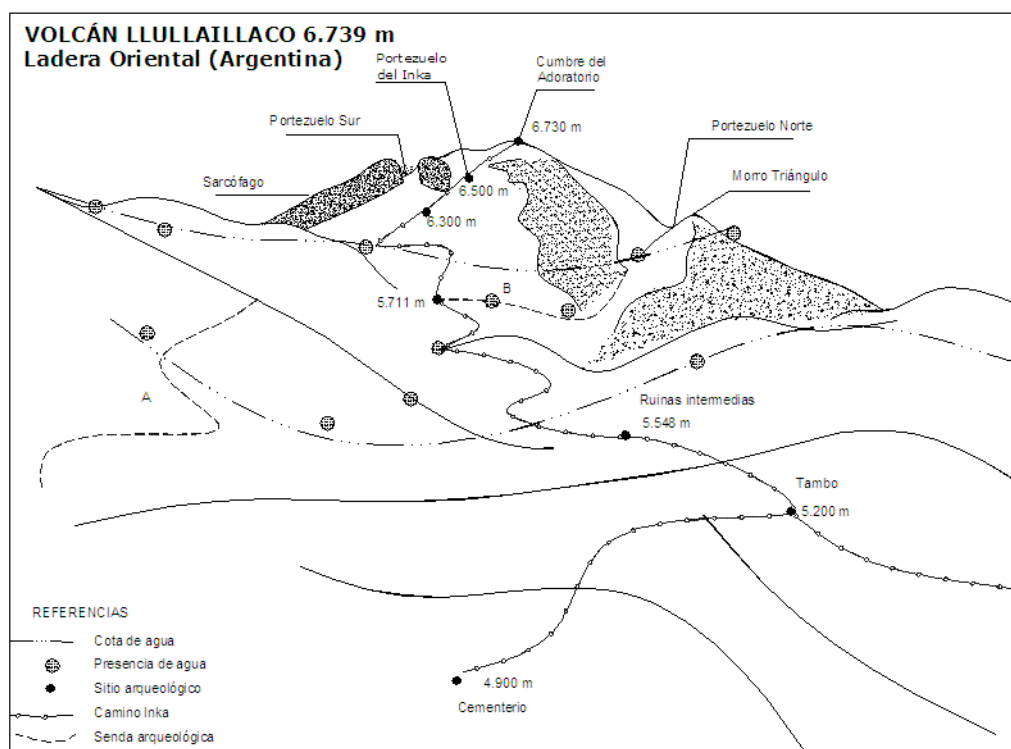 VOLCÁN LLULLAILLACO 6.739 m
Ladera Oriental (Argentina)
Portezuelo
del Inka
Cumbre del
Adoratorio
Portezuelo Sur
6.730 m
Portezuelo Norte
Sarcófago
Morro Triángulo
6.500 m
6.300 m
B
5.711 m
A
Ruinas intermedias
5.548 m
Tambo
5.200 m
REFERENCIAS
Cota de agua
Presencia de agua
Sitio arqueológico
Camino Inka
Senda arqueológica
4.900 m
Cementerio